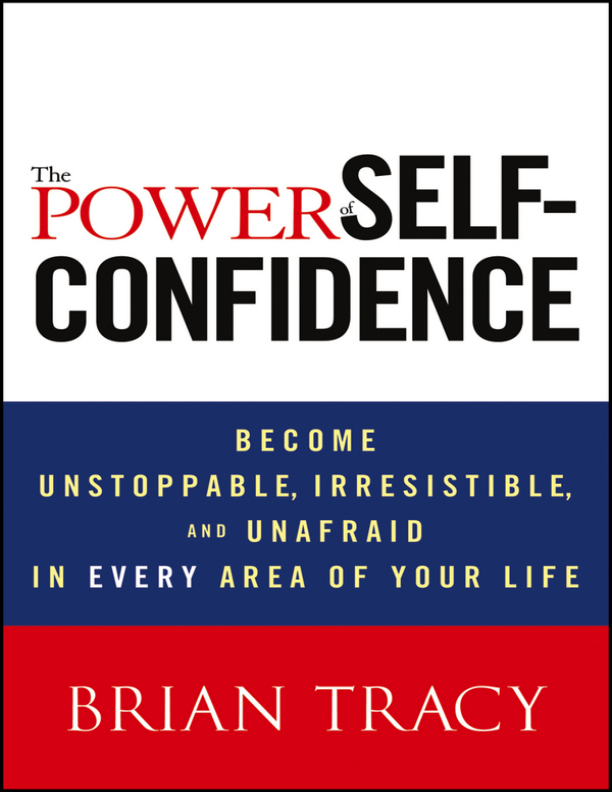 The
POWER of SELF-
CONFIDENCE
BECOME
UNSTOPPABLE, IRRESISTIBLE,
AND UNAFRAID
IN EVERY AREA OF YOUR LIFE
BRIAN TRACY